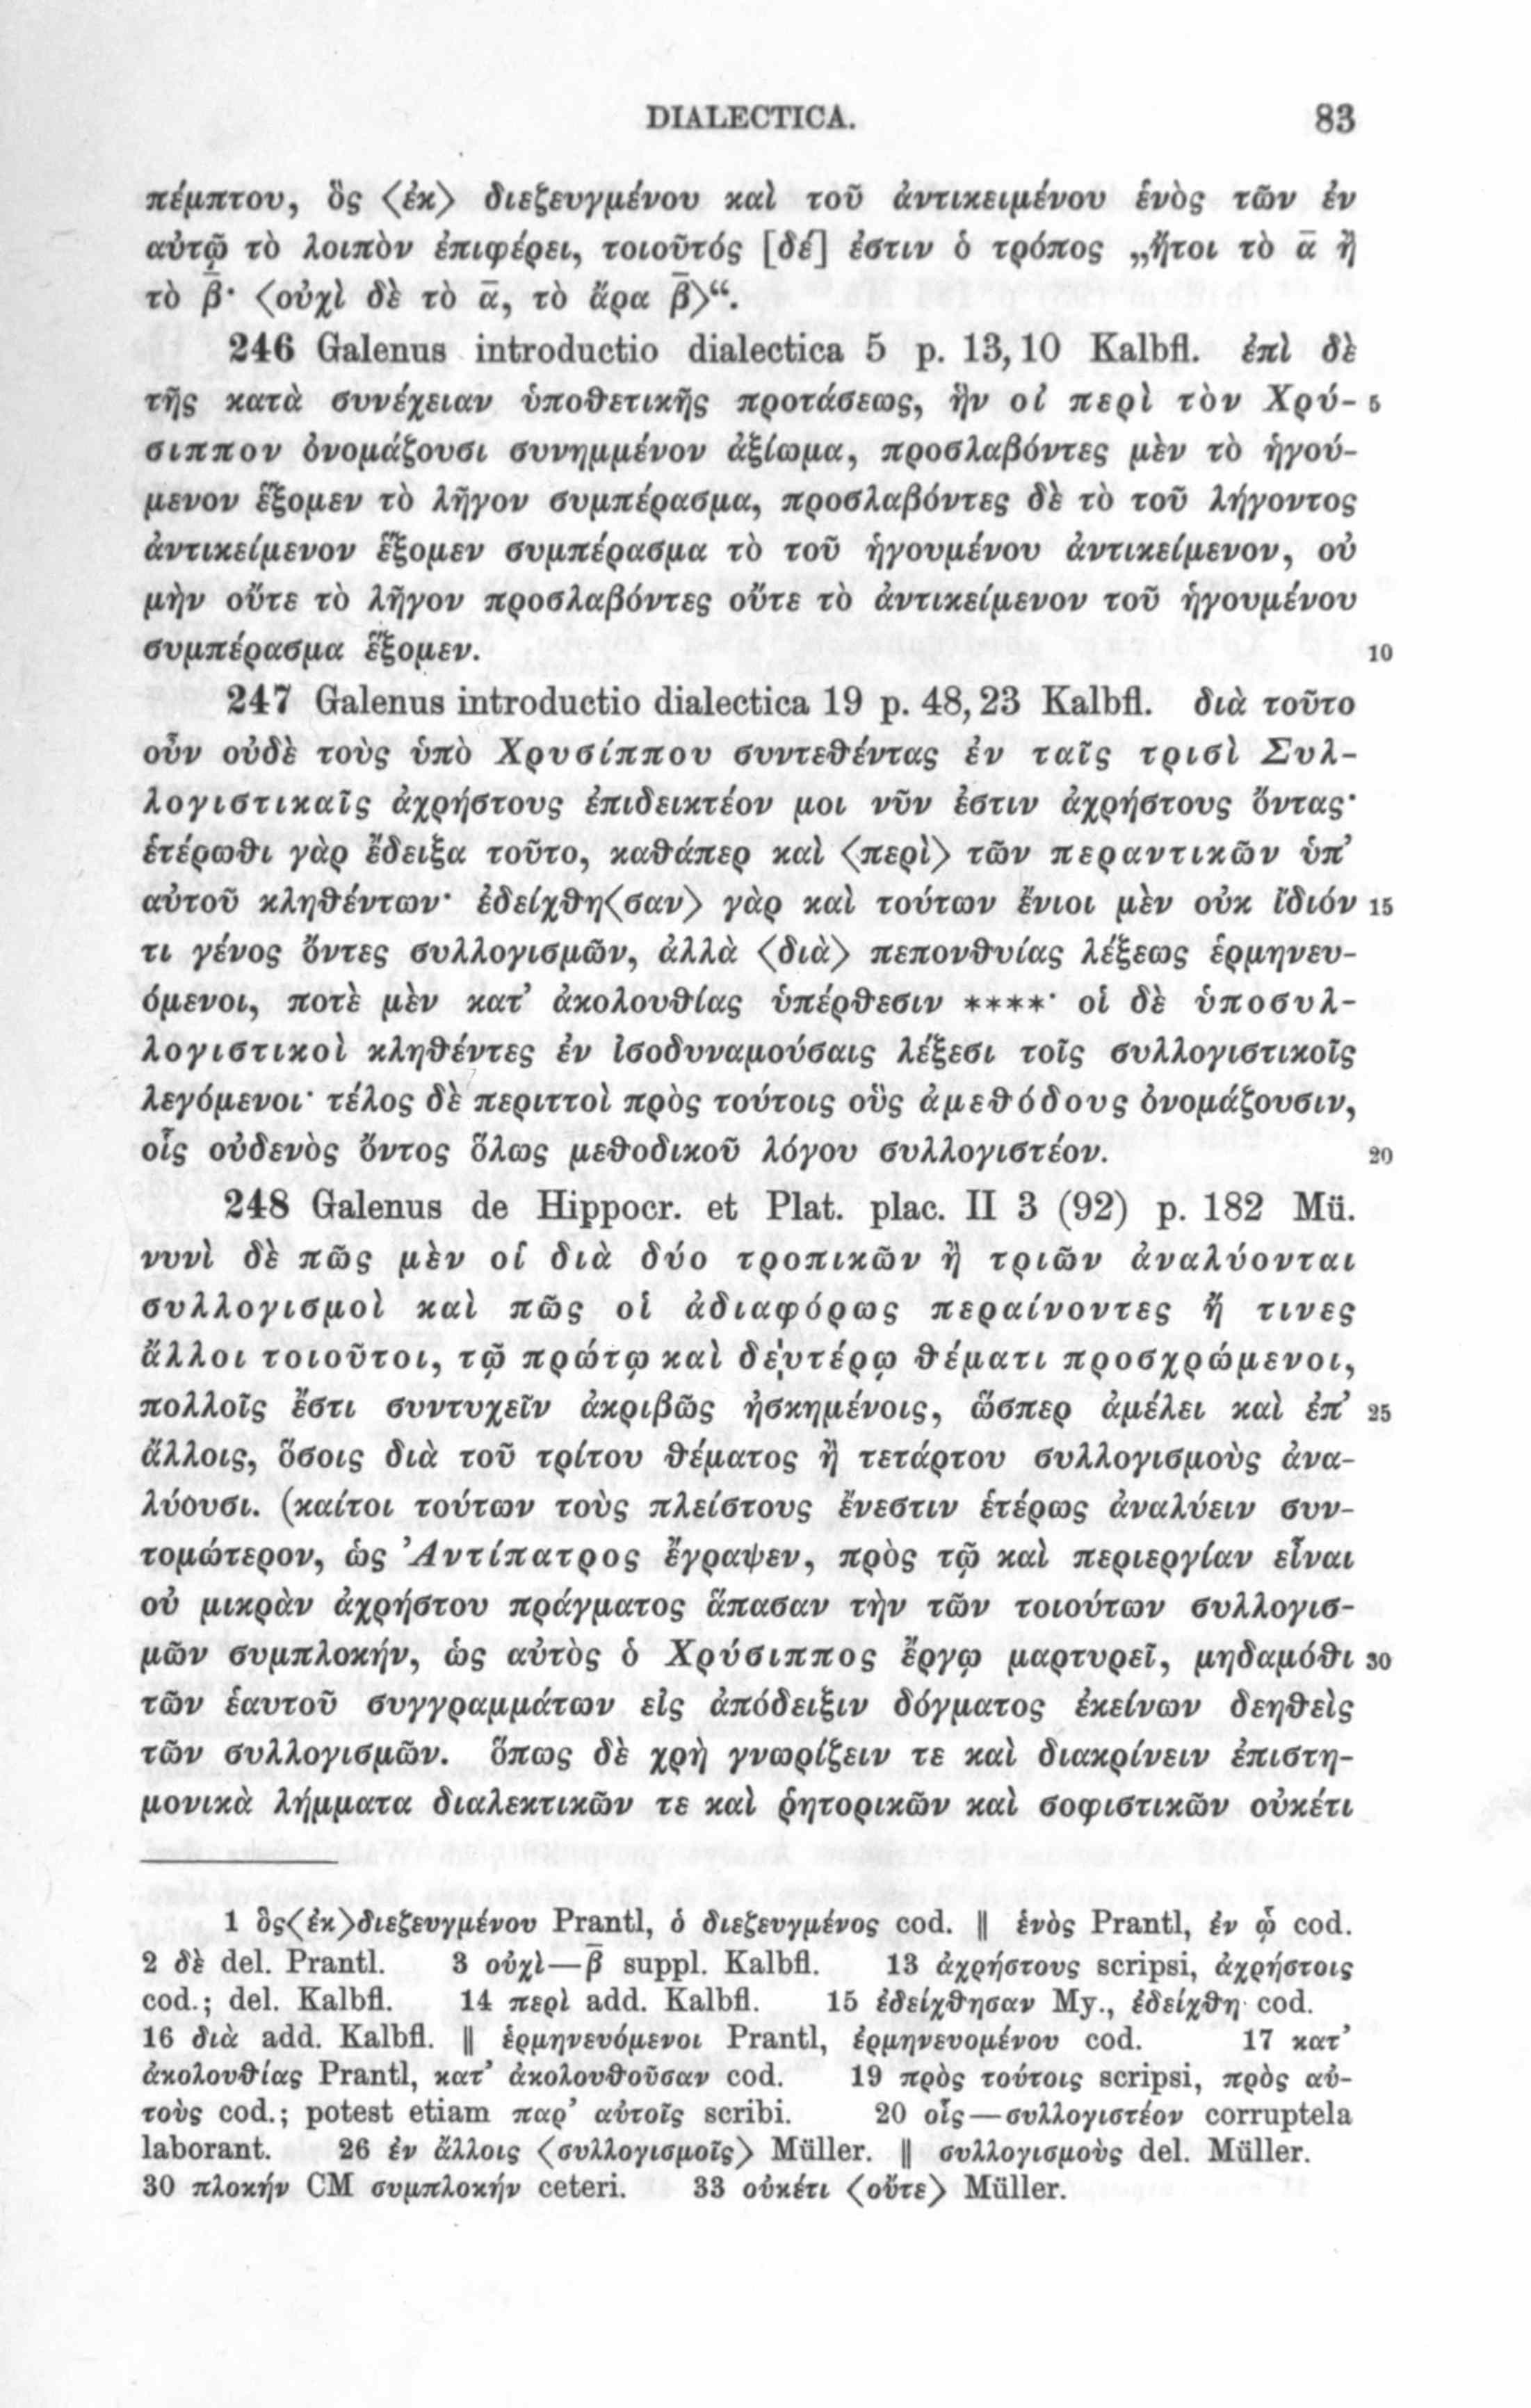 DIALECTICA. 83
πέμπτου, ὃς ⟨ἐκ⟩ διεζευγμένου καὶ τοῦ ἀντικειμένου ἑνὸς τῶν ἐν
αὐτῷ τὸ λοιπὸν ἐπιφέρει, τοιοῦτός [δέ] ἐστιν ὁ τρόπος „ἤτοι τὸ ᾱ ἢ
τὸ β̄· ⟨οὐχὶ δὲ τὸ ᾱ, τὸ ἄρα β̄⟩“.
246 Galenus introductio dialectica 5 p. 13,10 Kalbfl. ἐπὶ δὲ
τῆς κατὰ συνέχειαν ὑποθετικῆς προτάσεως, ἣν οἱ περὶ τὸν Χρύ- 5
σιππον ὀνομάζουσι συνημμένον ἀξίωμα, προσλαβόντες μὲν τὸ ἡγού-
μενον ἕξομεν τὸ λῆγον συμπέρασμα, προσλαβόντες δὲ τὸ τοῦ λήγοντος
ἀντικείμενον ἕξομεν συμπέρασμα τὸ τοῦ ἡγουμένου ἀντικείμενον, οὐ
μὴν οὔτε τὸ λῆγον προσλαβόντες οὔτε τὸ ἀντικείμενον τοῦ ἡγουμένου
συμπέρασμα ἕξομεν. 10
247 Galenus introductio dialectica 19 p. 48,23 Kalbfl. διὰ τοῦτο
οὖν οὐδὲ τοὺς ὑπὸ Χρυσίππου συντεθέντας ἐν ταῖς τρισὶ Συλ-
λογιστικαῖς ἀχρήστους ἐπιδεικτέον μοι νῦν ἐστιν ἀχρήστους ὄντας·
ἑτέρωθι γὰρ ἔδειξα τοῦτο, καθάπερ καὶ ⟨περὶ⟩ τῶν περαντικῶν ὑπ’
αὐτοῦ κληθέντων· ἐδείχθη⟨σαν⟩ γὰρ καὶ τούτων ἔνιοι μὲν οὐκ ἴδιόν 15
τι γένος ὄντες συλλογισμῶν, ἀλλὰ ⟨διὰ⟩ πεπονθυίας λέξεως ἑρμηνευ-
όμενοι, ποτὲ μὲν κατ’ ἀκολουθίας ὑπέρθεσιν ****· οἱ δὲ ὑποσυλ-
λογιστικοὶ κληθέντες ἐν ἰσοδυναμούσαις λέξεσι τοῖς συλλογιστικοῖς
λεγόμενοι· τέλος δὲ περιττοὶ πρὸς τούτοις οὓς ἀμεθόδους ὀνομάζουσιν,
οἷς οὐδενὸς ὄντος ὅλως μεθοδικοῦ λόγου συλλογιστέον. 20
248 Galenus de Hippocr. et Plat. plac. II 3 (92) p. 182 Mü.
νυνὶ δὲ πῶς μὲν οἱ διὰ δύο τροπικῶν ἢ τριῶν ἀναλύονται
συλλογισμοὶ καὶ πῶς οἱ ἀδιαφόρως περαίνοντες ἤ τινες
ἄλλοι τοιοῦτοι, τῷ πρώτῳ καὶ δευτέρῳ θέματι προσχρώμενοι,
πολλοῖς ἔστι συντυχεῖν ἀκριβῶς ἠσκημένοις, ὥσπερ ἀμέλει καὶ ἐπ’ 25
ἄλλοις, ὅσοις διὰ τοῦ τρίτου θέματος ἢ τετάρτου συλλογισμοὺς ἀνα-
λύουσι. (καίτοι τούτων τοὺς πλείστους ἔνεστιν ἑτέρως ἀναλύειν συν-
τομώτερον, ὡς Ἀντίπατρος ἔγραψεν, πρὸς τῷ καὶ περιεργίαν εἶναι
οὐ μικρὰν ἀχρήστου πράγματος ἅπασαν τὴν τῶν τοιούτων συλλογισ-
μῶν συμπλοκήν, ὡς αὐτὸς ὁ Χρύσιππος ἔργῳ μαρτυρεῖ, μηδαμόθι 30
τῶν ἑαυτοῦ συγγραμμάτων εἰς ἀπόδειξιν δόγματος ἐκείνων δεηθεὶς
τῶν συλλογισμῶν. ὅπως δὲ χρὴ γνωρίζειν τε καὶ διακρίνειν ἐπιστη-
μονικὰ λήμματα διαλεκτικῶν τε καὶ ῥητορικῶν καὶ σοφιστικῶν οὐκέτι
1 ὃς⟨ἐκ⟩διεζευγμένου Prantl, ὁ διεζευγμένος cod. ‖ ἑνὸς Prantl, ἐν ᾧ cod.
2 δὲ del. Prantl. 3 οὐχὶ—β̄ suppl. Kalbfl. 13 ἀχρήστους scripsi, ἀχρήστοις
cod.; del. Kalbfl. 14 περὶ add. Kalbfl. 15 ἐδείχθησαν My., ἐδείχθη cod.
16 διὰ add. Kalbfl. ‖ ἑρμηνευόμενοι Prantl, ἑρμηνευομένου cod. 17 κατ’
ἀκολουθίας Prantl, κατ’ ἀκολουθοῦσαν cod. 19 πρὸς τούτοις scripsi, πρὸς αὐ-
τοὺς cod.; potest etiam παρ’ αὐτοῖς scribi. 20 οἷς—συλλογιστέον corruptela
laborant. 26 ἐν ἄλλοις ⟨συλλογισμοῖς⟩ Müller. ‖ συλλογισμοὺς del. Müller.
30 πλοκήν CM συμπλοκήν ceteri. 33 οὐκέτι ⟨οὔτε⟩ Müller.